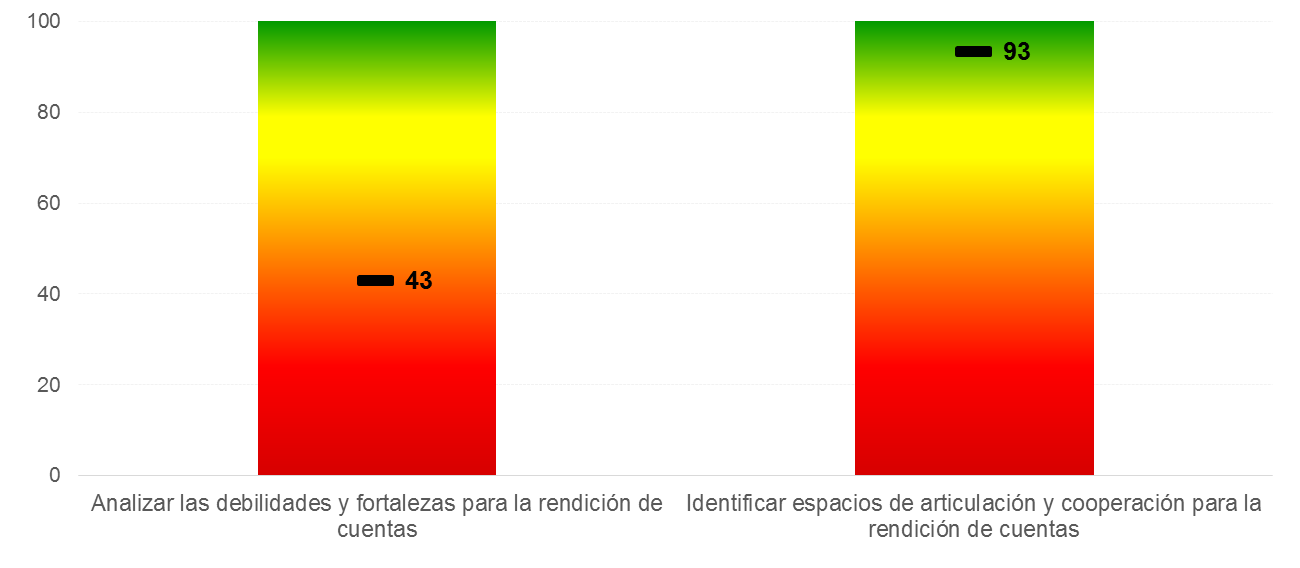 100
80
60
40
20
0
93
43
Analizar las debilidades y fortalezas para la rendición de
cuentas
Identificar espacios de articulación y cooperación para la
rendición de cuentas